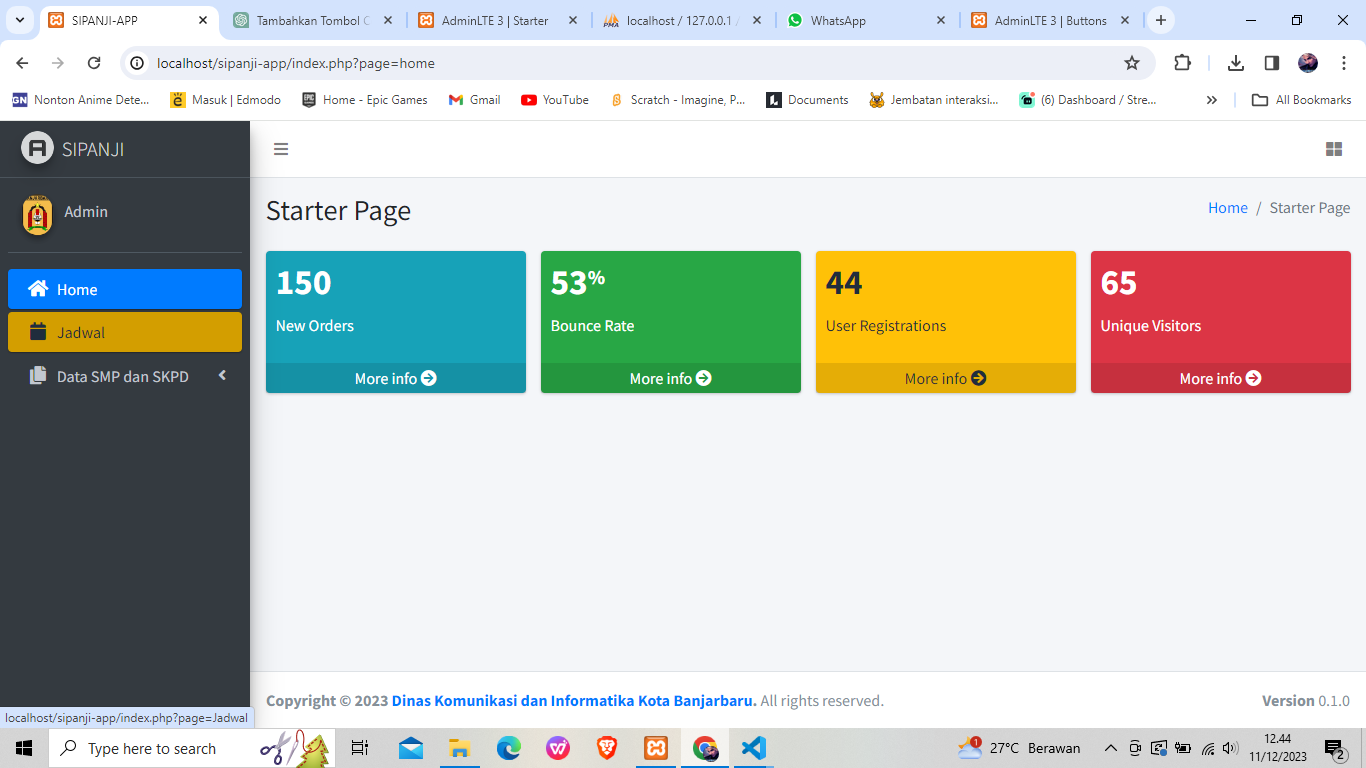 SIPANJI-APP
Tambahkan Tombol C
AdminLTE 3 | Starter
localhost / 127.0.0.1
WhatsApp
AdminLTE 3 | Buttons
localhost/sipanji-app/index.php?page=home
GN Nonton Anime Dete...
Masuk | Edmodo
Home - Epic Games
Gmail
YouTube
Scratch - Imagine, P...
Documents
Jembatan interaksi...
(6) Dashboard / Stre...
All Bookmarks
SIPANJI
Admin
Home
Jadwal
Data SMP dan SKPD
Starter Page
Home / Starter Page
150
New Orders
More info
53%
Bounce Rate
More info
44
User Registrations
More info
65
Unique Visitors
More info
Copyright © 2023 Dinas Komunikasi dan Informatika Kota Banjarbaru. All rights reserved.
Version 0.1.0
localhost/sipanji-app/index.php?page=Jadwal
Type here to search
1
27°C Berawan
12.44
11/12/2023
2